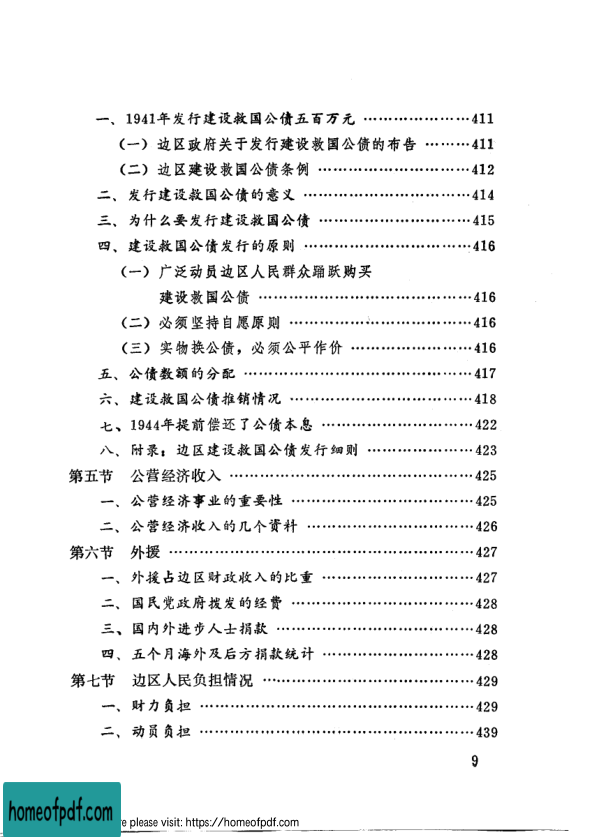 一、1941年发行建设救国公债五百万元 …………………411
（一）边区政府关于发行建设救国公债的布告 ………411
（二）边区建设救国公债条例 …………………………412
二、发行建设救国公债的意义 ……………………………414
三、为什么要发行建设救国公债 …………………………415
四、建设救国公债发行的原则 ……………………………416
（一）广泛动员边区人民群众踊跃购买
建设救国公债 ……………………………………416
（二）必须坚持自愿原则 ………………………………416
（三）实物换公债，必须公平作价 ……………………416
五、公债数额的分配 ………………………………………417
六、建设救国公债推销情况 ………………………………418
七、1944年提前偿还了公债本息 …………………………422
八、附录：边区建设救国公债发行细则 …………………423
第五节 公营经济收入 …………………………………………425
一、公营经济事业的重要性 ………………………………425
二、公营经济收入的几个资料 ……………………………426
第六节 外援 ……………………………………………………427
一、外援占边区财政收入的比重 …………………………427
二、国民党政府拨发的经费 ………………………………428
三、国内外进步人士捐款 …………………………………428
四、五个月海外及后方捐款统计 …………………………428
第七节 边区人民负担情况 ……………………………………429
一、财力负担 ………………………………………………429
二、动员负担 ………………………………………………439
9
homeofpdf.com
re please visit: https://homeofpdf.com